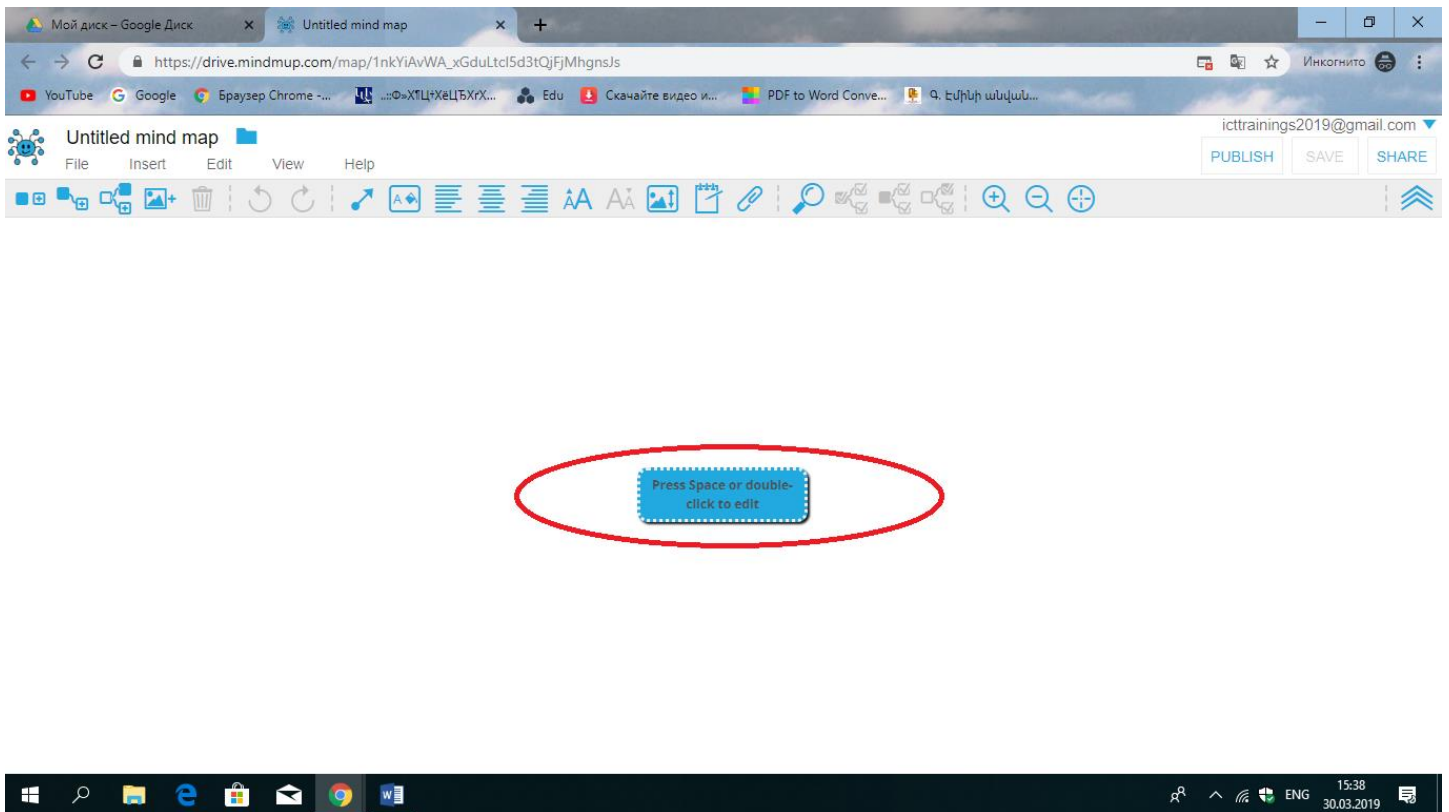 Мой диск – Google Диск
Untitled mind map
https://drive.mindmup.com/map/1nkYiAvWA_xGduLtcl5d3tQjFjMhgnsJs
Инкогнито
YouTube Google Браузер Chrome -... Edu Скачайте видео и... PDF to Word Conve... Գ. Էմինի անվան...
Untitled mind map
icttrainings2019@gmail.com
File Insert Edit View Help
PUBLISH SAVE SHARE
Press Space or double-
click to edit
ENG
15:38
30.03.2019